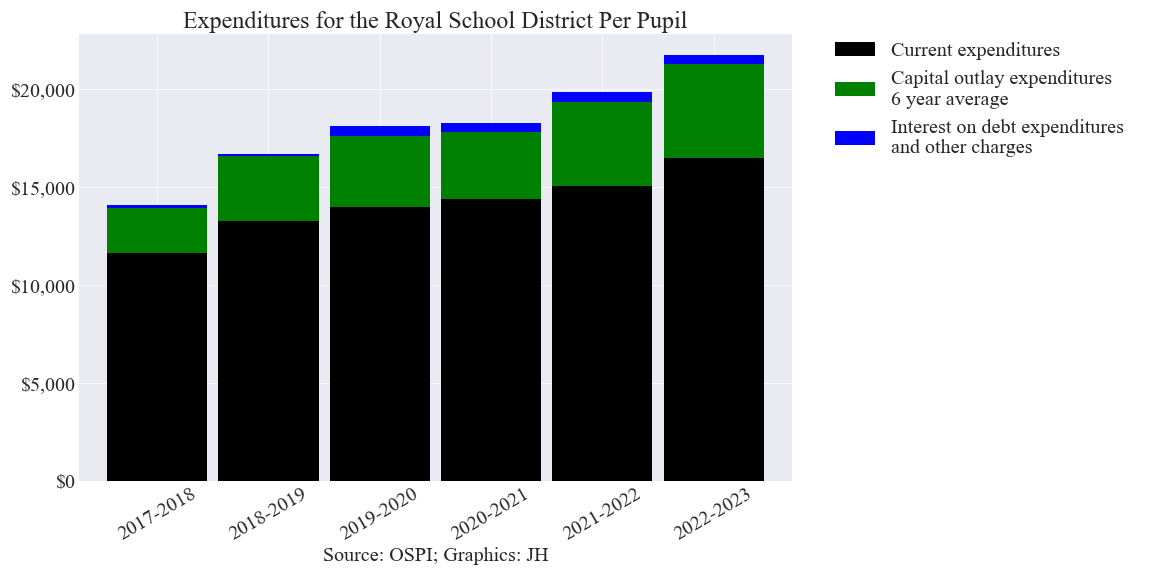 Expenditures for the Royal School District Per Pupil
$20,000
$15,000
$10,000
$5,000
$0
2017-2018
2018-2019
2019-2020
2020-2021
2021-2022
2022-2023
Source: OSPI; Graphics: JH
Current expenditures
Capital outlay expenditures
6 year average
Interest on debt expenditures
and other charges